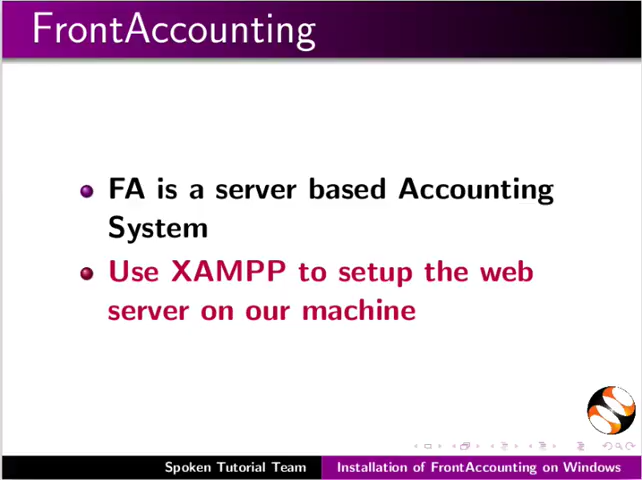 FrontAccounting
FA is a server based Accounting
System
Use XAMPP to setup the web
server on our machine
Spoken Tutorial Team
Installation of FrontAccounting on Windows